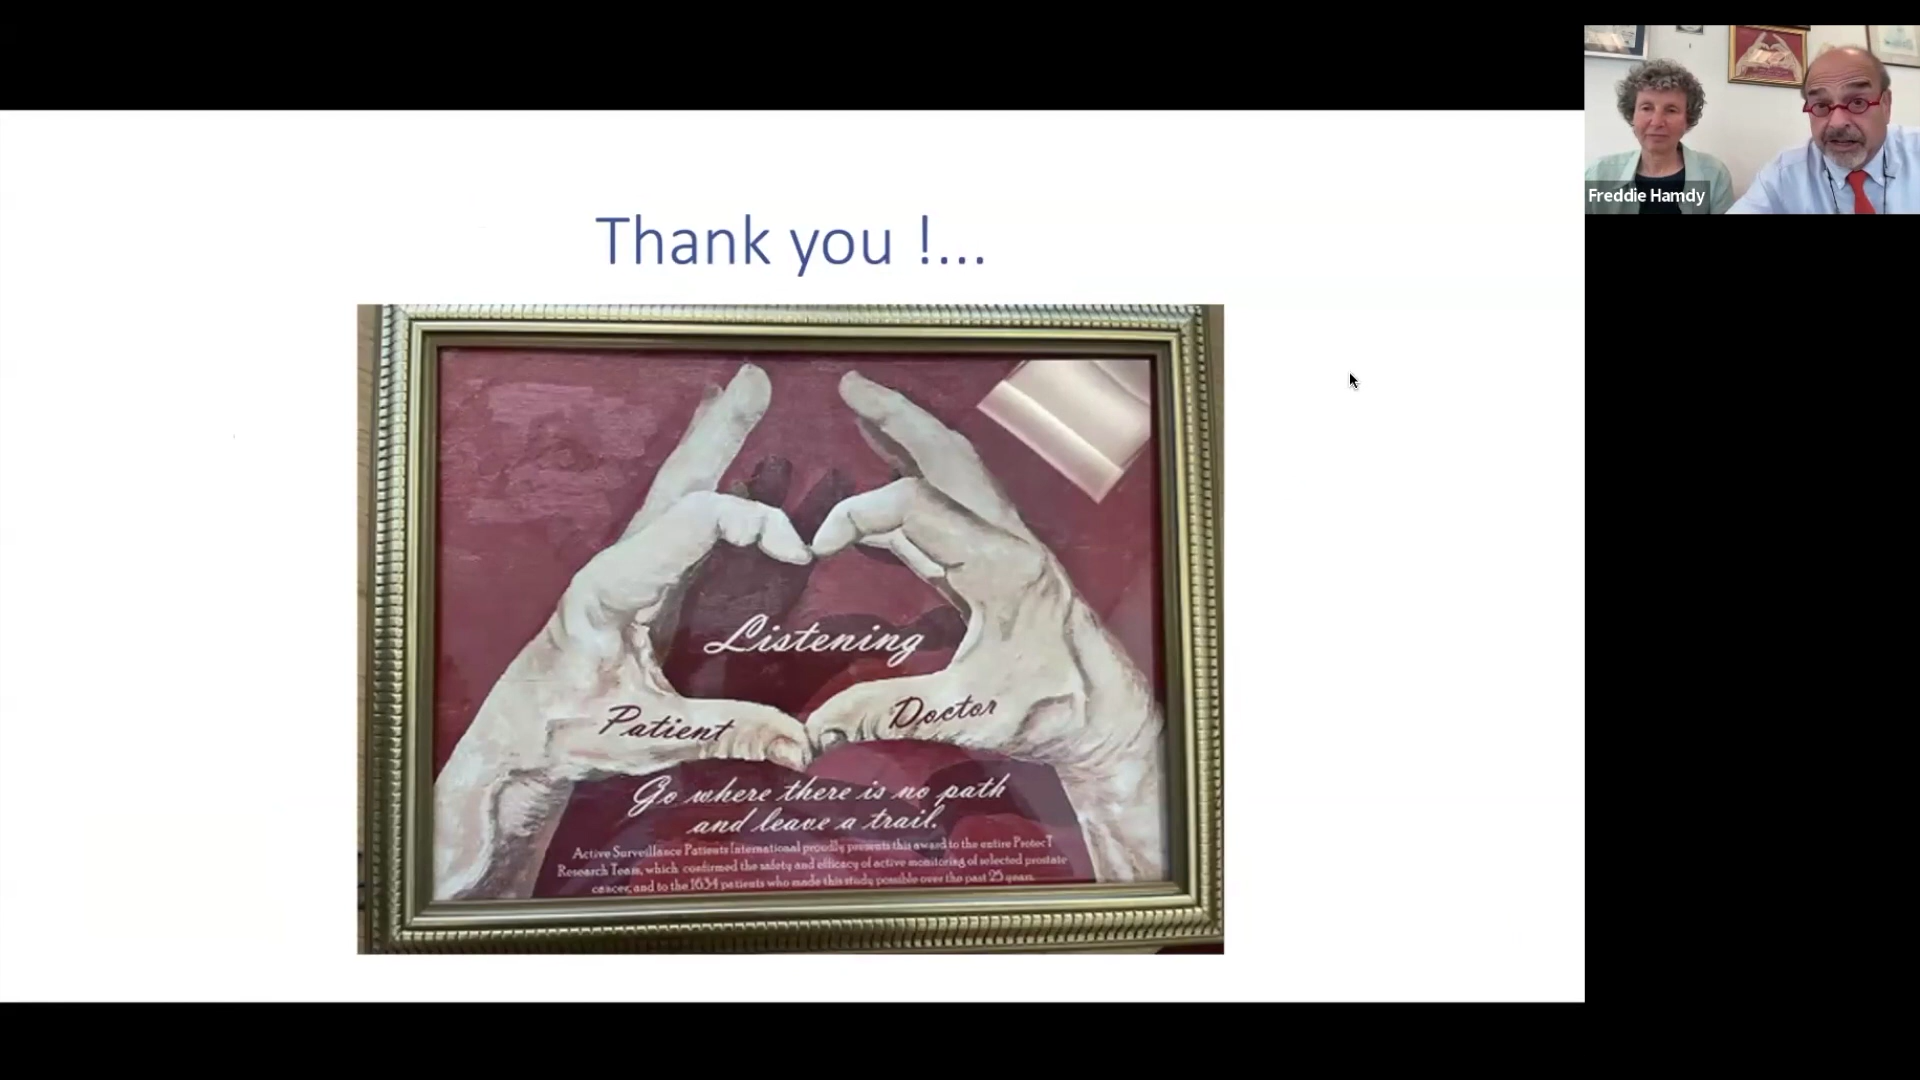 Thank you !...
Freddie Hamdy
Listening
Patient
Doctor
Go where there is no path
and leave a trail.
Active Surveillance Patients International proudly presents this award to the entire ProtecT
Research Team, which confirmed the safety and efficacy of active monitoring of selected prostate
cancer, and to the 1634 patients who made this study possible over the past 25 years.